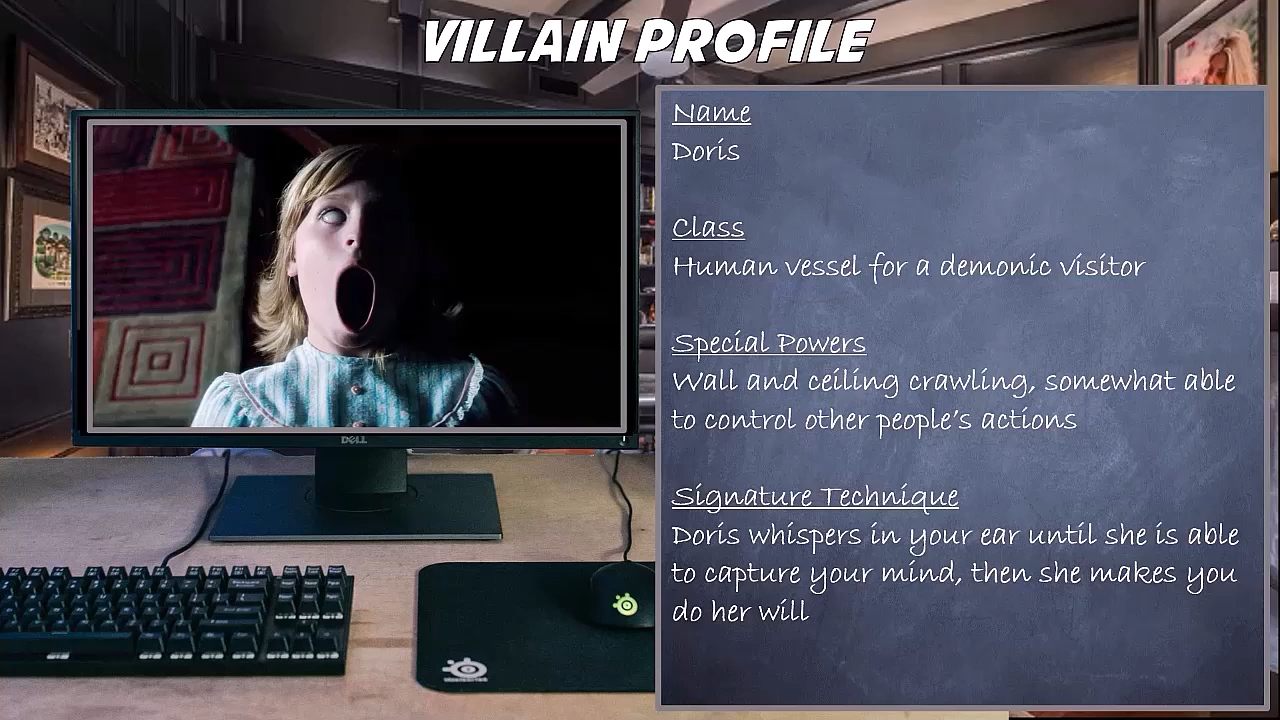 VILLAIN PROFILE
Name
Doris
Class
Human vessel for a demonic visitor
Special Powers
Wall and ceiling crawling, somewhat able
to control other people's actions
Signature Technique
Doris whispers in your ear until she is able
to capture your mind, then she makes you
do her will
DELL